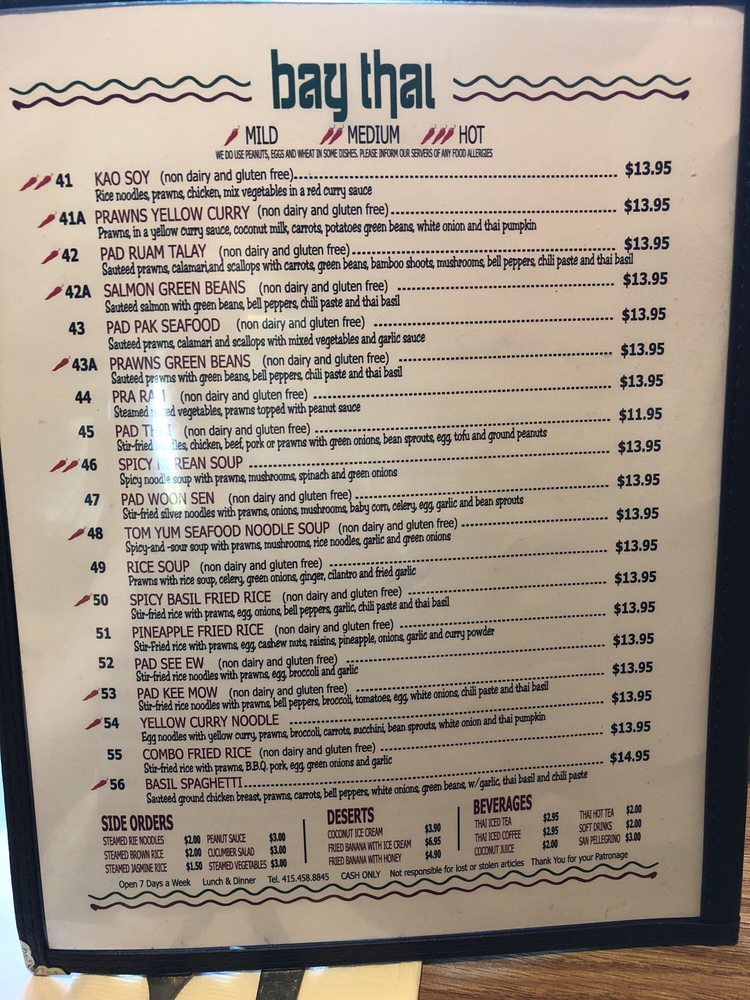 bay thai
MILD MEDIUM HOT
WE DO USE PEANUTS, EGGS AND WHEAT IN SOME DISHES. PLEASE INFORM OUR SERVERS OF ANY FOOD ALLERGIES
41 KAO SOY (non dairy and gluten free) $13.95
Rice noodles, prawns, chicken, mix vegetables in a red curry sauce
41A PRAWNS YELLOW CURRY (non dairy and gluten free) $13.95
Prawns, in a yellow curry sauce, coconut milk, carrots, potatoes green beans, white onion and thai pumpkin
42 PAD RUAM TALAY (non dairy and gluten free) $13.95
Sauteed prawns, calamari,and scallops with carrots, green beans, bamboo shoots, mushrooms, bell peppers, chili paste and thai basil
42A SALMON GREEN BEANS (non dairy and gluten free) $13.95
Sauteed salmon with green beans, bell peppers, chili paste and thai basil
43 PAD PAK SEAFOOD (non dairy and gluten free) $13.95
Sauteed prawns, calamari and scallops with mixed vegetables and garlic sauce
43A PRAWNS GREEN BEANS (non dairy and gluten free) $13.95
Sauteed prawns with green beans, bell peppers, chili paste and thai basil
44 PRA RAM (non dairy and gluten free) $13.95
Steamed mixed vegetables, prawns topped with peanut sauce
45 PAD THAI (non dairy and gluten free) $11.95
Stir-fried noodles, chicken, beef, pork or prawns with green onions, bean sprouts, egg, tofu and ground peanuts
46 SPICY KOREAN SOUP $13.95
Spicy noodle soup with prawns, mushrooms, spinach and green onions
47 PAD WOON SEN (non dairy and gluten free) $13.95
Stir-fried silver noodles with prawns, onions, mushrooms, baby corn, celery, egg, garlic and bean sprouts
48 TOM YUM SEAFOOD NOODLE SOUP (non dairy and gluten free) $13.95
Spicy-and -sour soup with prawns, mushrooms, rice noodles, garlic and green onions
49 RICE SOUP (non dairy and gluten free) $13.95
Prawns with rice soup, celery, green onions, ginger, cilantro and fried garlic
50 SPICY BASIL FRIED RICE (non dairy and gluten free) $13.95
Stir-fried rice with prawns, egg, onions, bell peppers, garlic, chili paste and thai basil
51 PINEAPPLE FRIED RICE (non dairy and gluten free) $13.95
Stir-Fried rice with prawns, egg, cashew nuts, raisins, pineapple, onions, garlic and curry powder
52 PAD SEE EW (non dairy and gluten free) $13.95
Stir-fried rice noodles with prawns, egg, broccoli and garlic
53 PAD KEE MOW (non dairy and gluten free) $13.95
Stir-fried rice noodles with prawns, bell peppers, broccoli, tomatoes, egg, white onions, chili paste and thai basil
54 YELLOW CURRY NOODLE $13.95
Egg noodles with yellow curry, prawns, broccoli, carrots, succhini, bean sprouts, white onion and thai pumpkin
55 COMBO FRIED RICE (non dairy and gluten free) $13.95
Stir-fried rice with prawns, B.B.Q. pork, egg, green onions and garlic
56 BASIL SPAGHETTI $14.95
Sauteed ground chicken breast, prawns, carrots, bell peppers, white onions, green beans, w/garlic, thai basil and chili paste
SIDE ORDERS
STEAMED RIE NOODLES $2.00 PEANUT SAUCE $3.00
STEAMED BROWN RICE $2.00 CUCUMBER SALAD $3.00
STEAMED JASMINE RICE $1.50 STEAMED VEGETABLES $3.00
DESERTS
COCONUT ICE CREAM $3.90
FRIED BANANA WITH ICE CREAM $6.95
FRIED BANANA WITH HONEY $4.90
BEVERAGES
THAI ICED TEA $2.95 THAI HOT TEA $2.00
THAI ICED COFFEE $2.95 SOFT DRINKS $2.00
COCONUT JUICE $2.00 SAN PELLEGRINO $3.00
Open 7 Days a Week Lunch & Dinner Tel. 415.458.8845 CASH ONLY Not responsible for lost or stolen articles Thank You for your Patronage